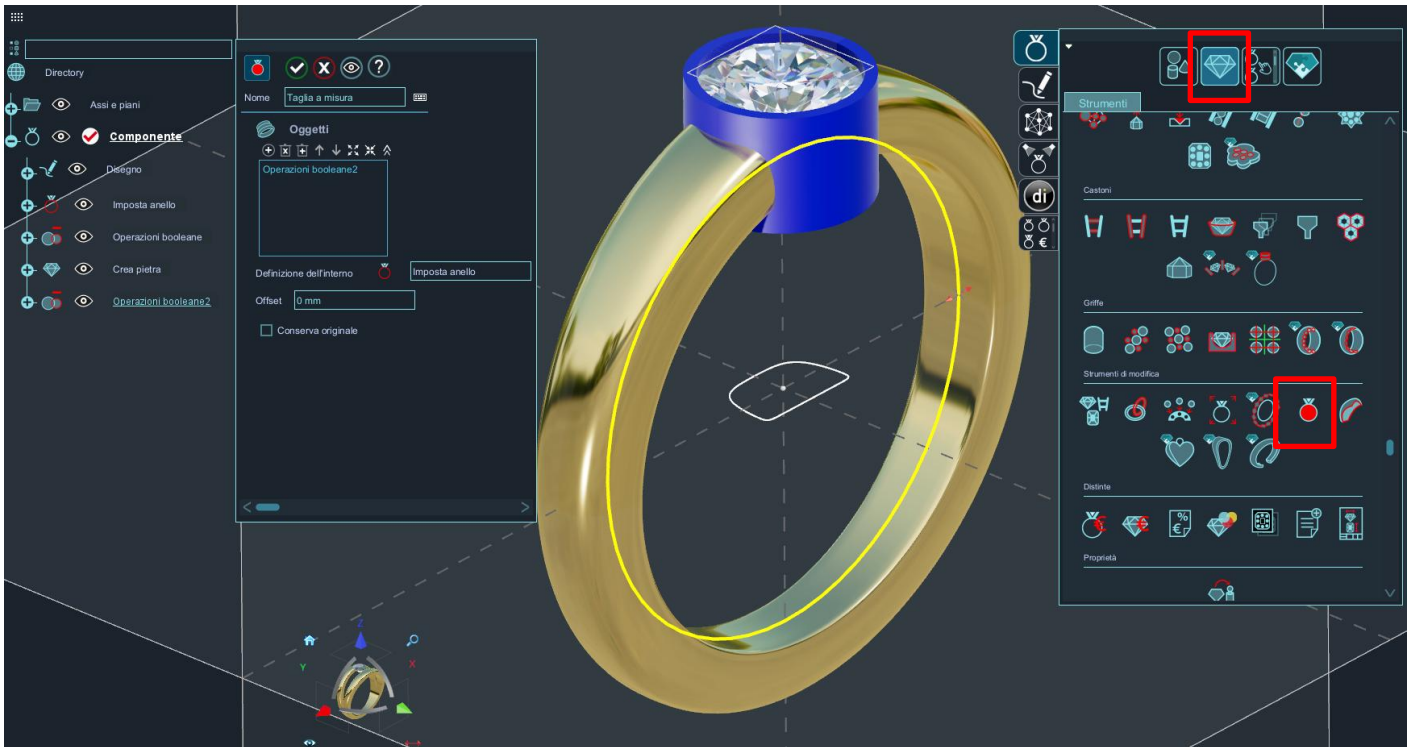 Directory
Assi e piani
Componente
Disegno
Imposta anello
Operazioni booleane
Crea pietra
Operazioni booleane2
Nome
Taglia a misura
Oggetti
Operazioni booleane2
Definizione dell'interno
Imposta anello
Offset
0 mm
Conserva originale
Z
Y
X
di
€
Strumenti
Castoni
Griffe
Strumenti di modifica
Distinte
€
€
%
€
Proprietà